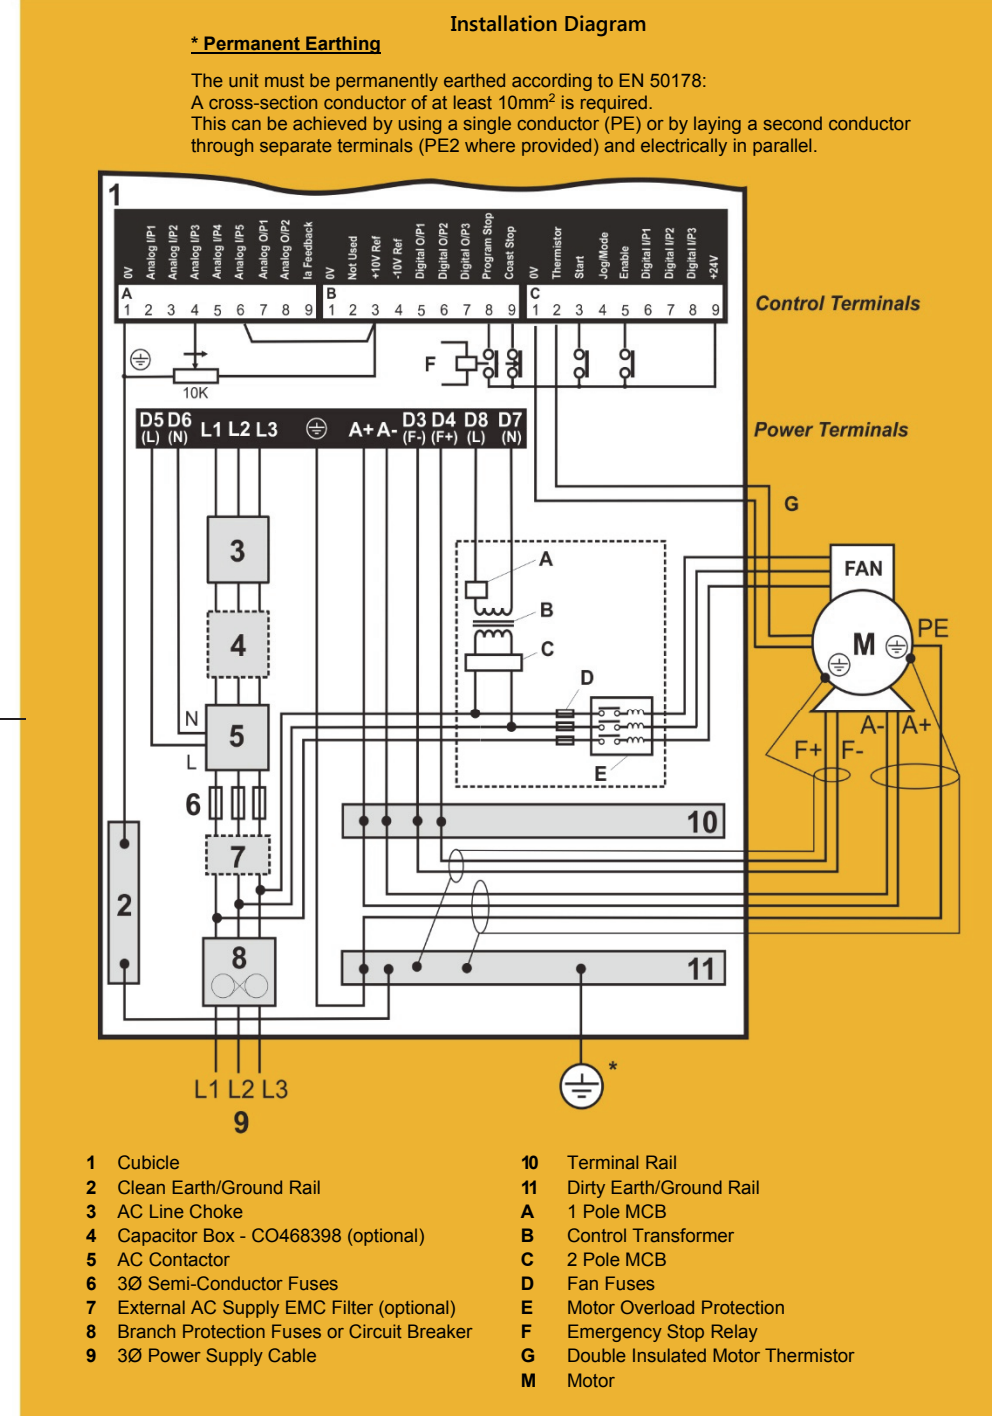 Installation Diagram
* Permanent Earthing
The unit must be permanently earthed according to EN 50178:
A cross-section conductor of at least 10mm² is required.
This can be achieved by using a single conductor (PE) or by laying a second conductor
through separate terminals (PE2 where provided) and electrically in parallel.
1
0V
Analog I/P1
Analog I/P2
Analog I/P3
Analog I/P4
Analog I/P5
Analog O/P1
Analog O/P2
Ia Feedback
0V
Not Used
+10V Ref
-10V Ref
Digital O/P1
Digital O/P2
Digital O/P3
Program Stop
Coast Stop
0V
Thermistor
Start
Jog/Mode
Enable
Digital I/P1
Digital I/P2
Digital I/P3
+24V
A B C
1 2 3 4 5 6 7 8 9 1 2 3 4 5 6 7 8 9 1 2 3 4 5 6 7 8 9
Control Terminals
10K
F
D5 D6 L1 L2 L3 A+ A- D3 D4 D8 D7
(L) (N) (F-) (F+) (L) (N)
Power Terminals
G
3
A
FAN
B
4
C
M
PE
D
N
5
L
A- A+
F+ F-
E
6
10
7
2
8
11
L1 L2 L3
*
9
1 Cubicle
2 Clean Earth/Ground Rail
3 AC Line Choke
4 Capacitor Box - CO468398 (optional)
5 AC Contactor
6 3Ø Semi-Conductor Fuses
7 External AC Supply EMC Filter (optional)
8 Branch Protection Fuses or Circuit Breaker
9 3Ø Power Supply Cable
10 Terminal Rail
11 Dirty Earth/Ground Rail
A 1 Pole MCB
B Control Transformer
C 2 Pole MCB
D Fan Fuses
E Motor Overload Protection
F Emergency Stop Relay
G Double Insulated Motor Thermistor
M Motor